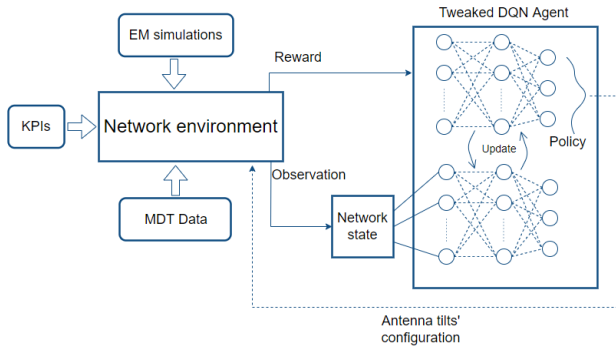 Tweaked DQN Agent
EM simulations
Reward
KPIs
Network environment
Update
Policy
Observation
MDT Data
Network
state
Antenna tilts'
configuration